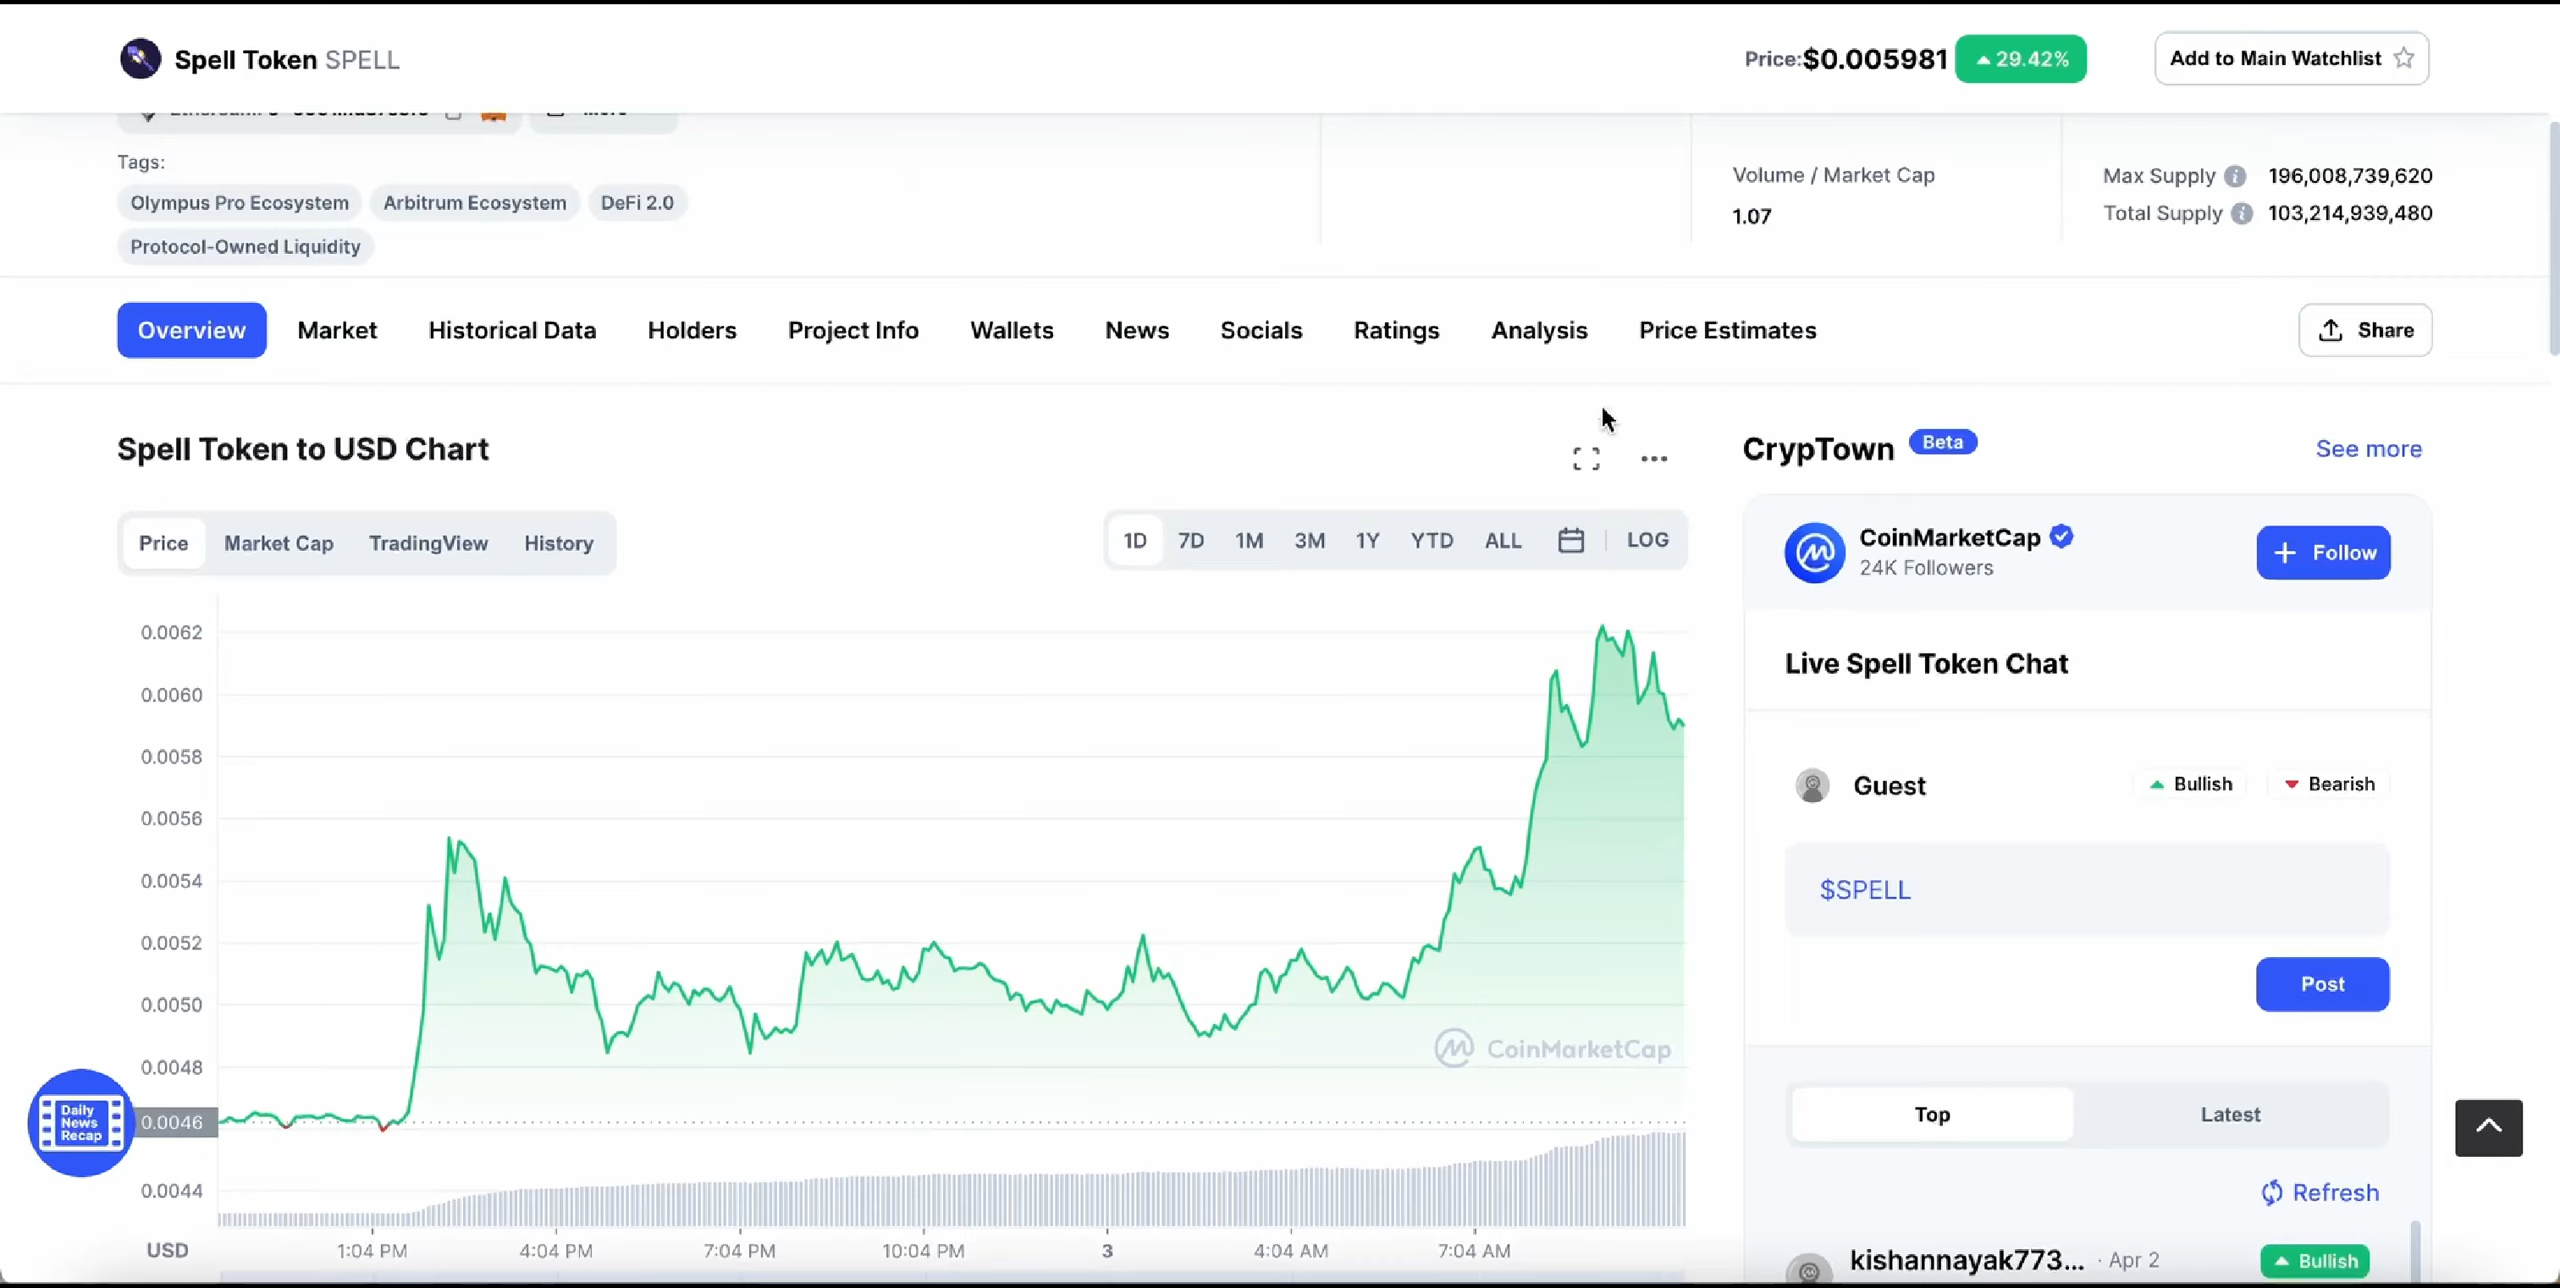 Spell Token SPELL
Price:$0.005981 29.42%
Add to Main Watchlist
Tags:
Olympus Pro Ecosystem
Arbitrum Ecosystem
DeFi 2.0
Protocol-Owned Liquidity
Volume / Market Cap
1.07
Max Supply 196,008,739,620
Total Supply 103,214,939,480
Overview Market Historical Data Holders Project Info Wallets News Socials Ratings Analysis Price Estimates
Share
Spell Token to USD Chart
Price Market Cap TradingView History
1D 7D 1M 3M 1Y YTD ALL LOG
0.0062
0.0060
0.0058
0.0056
0.0054
0.0052
0.0050
0.0048
0.0046
0.0044
CoinMarketCap
USD
1:04 PM 4:04 PM 7:04 PM 10:04 PM 3 4:04 AM 7:04 AM
Daily
News
Recap
CrypTown Beta
See more
CoinMarketCap
24K Followers
+ Follow
Live Spell Token Chat
Guest
Bullish Bearish
$SPELL
Post
Top Latest
Refresh
kishannayak773... · Apr 2
Bullish